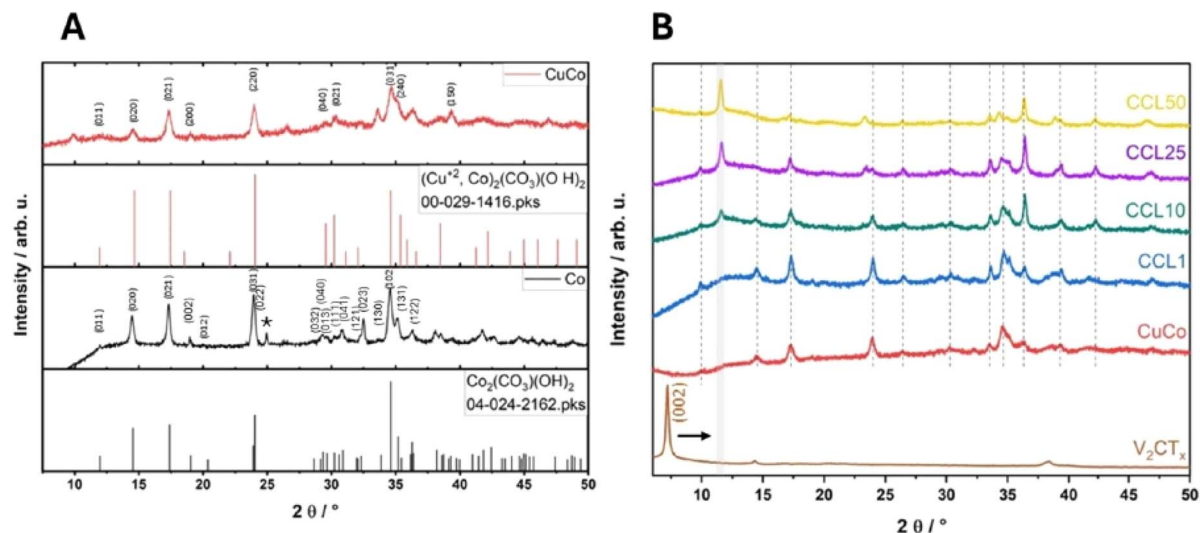 A
Intensity / arb. u.
CuCo
(011)
(020)
(021)
(200)
(220)
(040)
(021)
(031)
(240)
(150)
(Cu⁺², Co)₂(CO₃)(O H)₂
00-029-1416.pks
Co
(011)
(020)
(021)
(002)
(012)
(031)
(022)
*
(032)
(040)
(013)
(111)
(041)
(121)
(023)
(130)
(102)
(131)
(122)
Co₂(CO₃)(OH)₂
04-024-2162.pks
10 15 20 25 30 35 40 45 50
2 θ / °
B
Intensity / arb. u.
CCL50
CCL25
CCL10
CCL1
CuCo
(002)
V₂CTₓ
10 15 20 25 30 35 40 45 50
2 θ / °